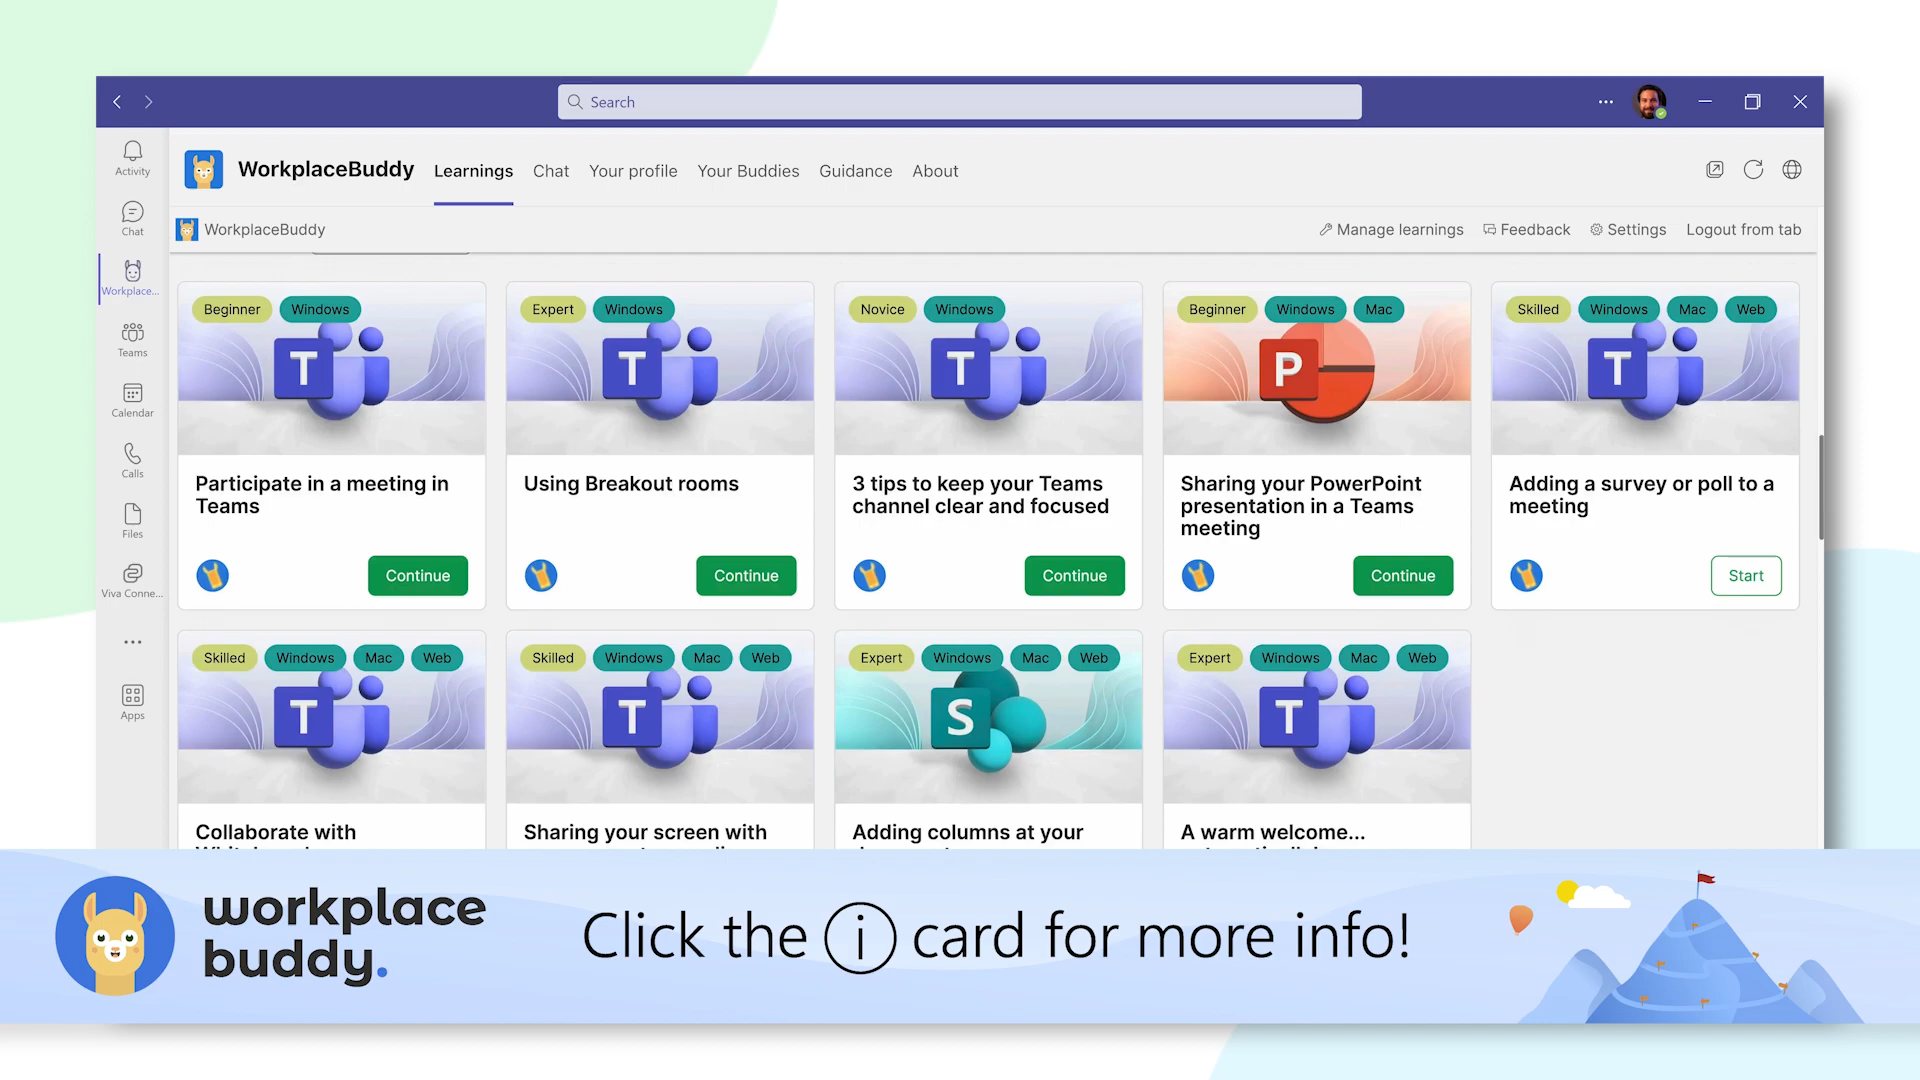 Search
Activity
Chat
Workplace...
Teams
Calendar
Calls
Files
Viva Conne...
Apps
WorkplaceBuddy
Learnings
Chat
Your profile
Your Buddies
Guidance
About
WorkplaceBuddy
Manage learnings
Feedback
Settings
Logout from tab
Beginner Windows
T
Participate in a meeting in
Teams
Continue
Expert Windows
T
Using Breakout rooms
Continue
Novice Windows
T
3 tips to keep your Teams
channel clear and focused
Continue
Beginner Windows Mac
P
Sharing your PowerPoint
presentation in a Teams
meeting
Continue
Skilled Windows Mac Web
T
Adding a survey or poll to a
meeting
Start
Skilled Windows Mac Web
T
Collaborate with
Skilled Windows Mac Web
T
Sharing your screen with
Expert Windows Mac Web
S
Adding columns at your
Expert Windows Mac Web
T
A warm welcome...
workplace
buddy.
Click the i card for more info!